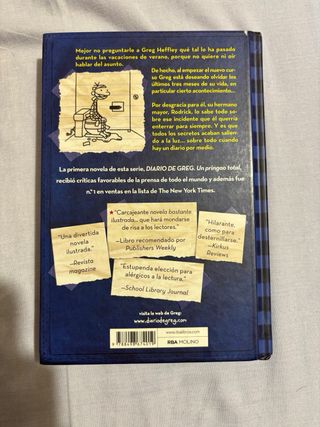 Mejor no preguntarle a Greg Heffley qué tal le ha pasado
durante las vacaciones de verano, porque no quiere ni oír
hablar del asunto.
De hecho, al empezar el nuevo cur-
so Greg está deseando olvidar los
últimos tres meses de su vida, en
particular cierto acontecimiento...
Por desgracia para él, su hermano
mayor, Rodrick, lo sabe todo so-
bre ese incidente que él querría
enterrar para siempre. Y es que
todos los secretos acaban salien-
do a la luz... sobre todo cuando
hay un diario por medio.
La primera novela de esta serie, DIARIO DE GREG. Un pringao total,
recibió críticas favorables de la prensa de todo el mundo y además fue
n.º1 en ventas en la lista de The New York Times.
"Una divertida
novela
ilustrada."
—Revista
magazine
★"Carcajeante novela bastante
ilustrada... que hará mondarse
de risa a los lectores."
—Libro recomendado por
Publishers Weekly
"Hilarante,
como para
desternillarse."
—Kirkus
Reviews
"Estupenda elección para
alérgicos a la lectura."
—School Library Journal
visita la web de Greg:
www.diariodegreg.com
www.rbalibros.com
9 788498 674019
RBA MOLINO